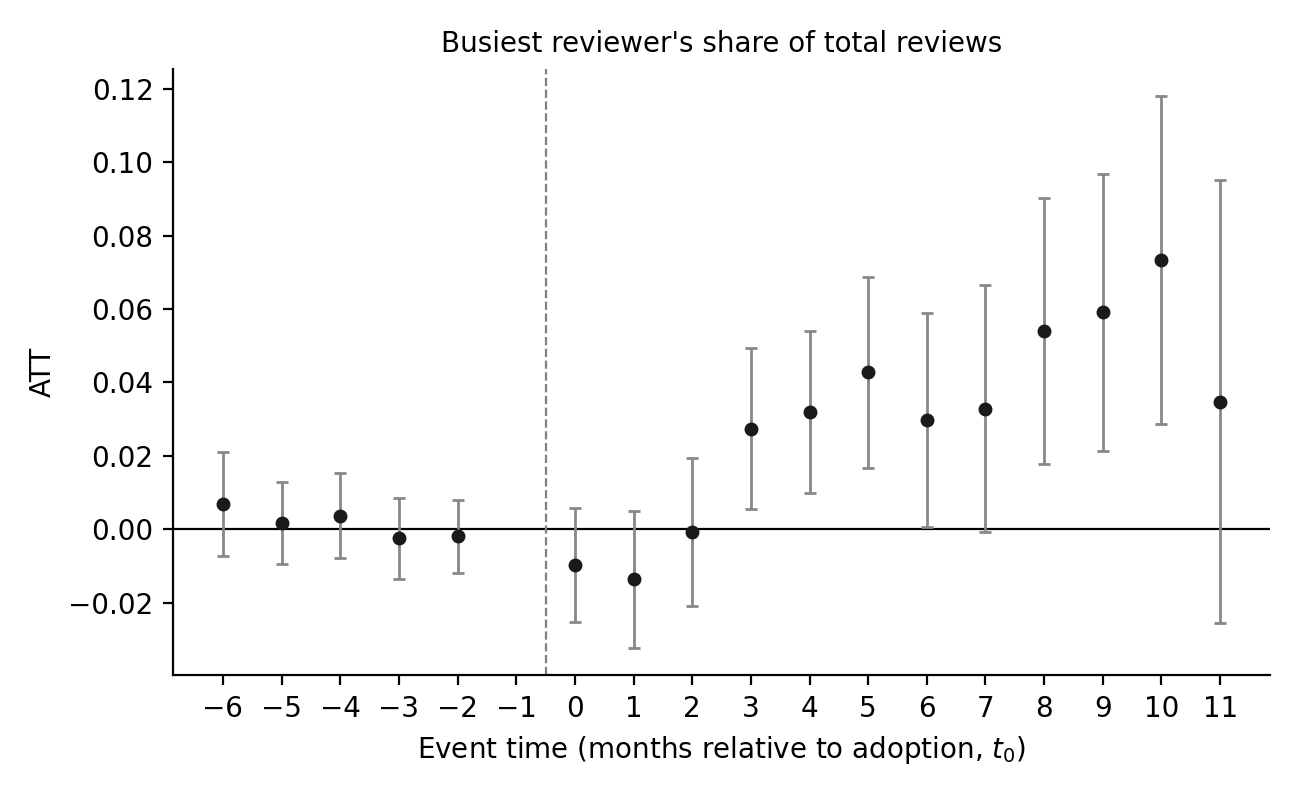 Busiest reviewer's share of total reviews
0.12
0.10
0.08
0.06
0.04
0.02
0.00
−0.02
ATT
−6 −5 −4 −3 −2 −1 0 1 2 3 4 5 6 7 8 9 10 11
Event time (months relative to adoption, t₀)